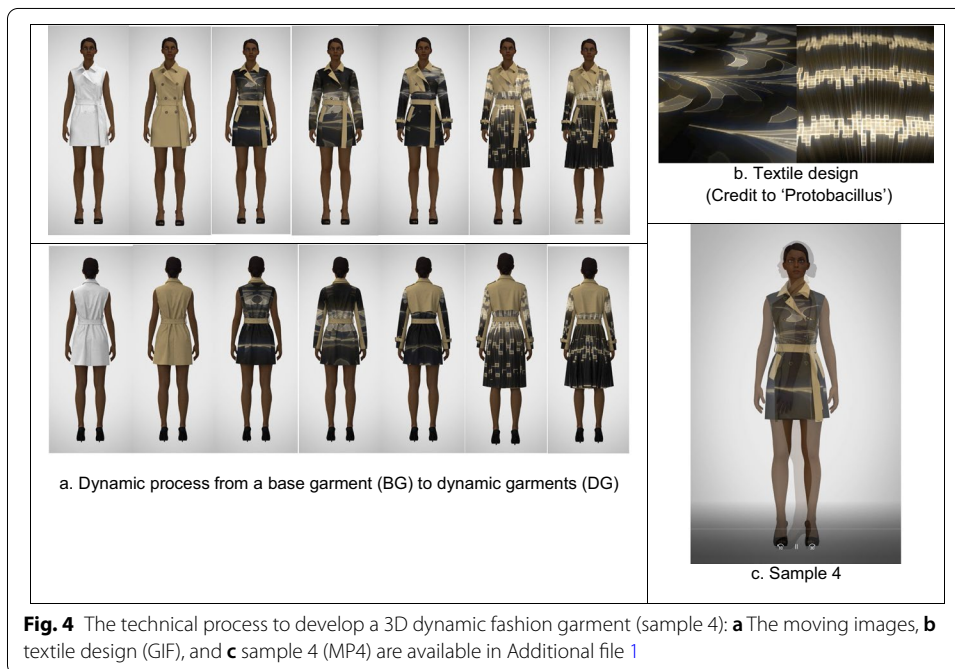 b. Textile design
(Credit to ‘Protobacillus’)
a. Dynamic process from a base garment (BG) to dynamic garments (DG)
c. Sample 4
Fig. 4 The technical process to develop a 3D dynamic fashion garment (sample 4): a The moving images, b
textile design (GIF), and c sample 4 (MP4) are available in Additional file 1